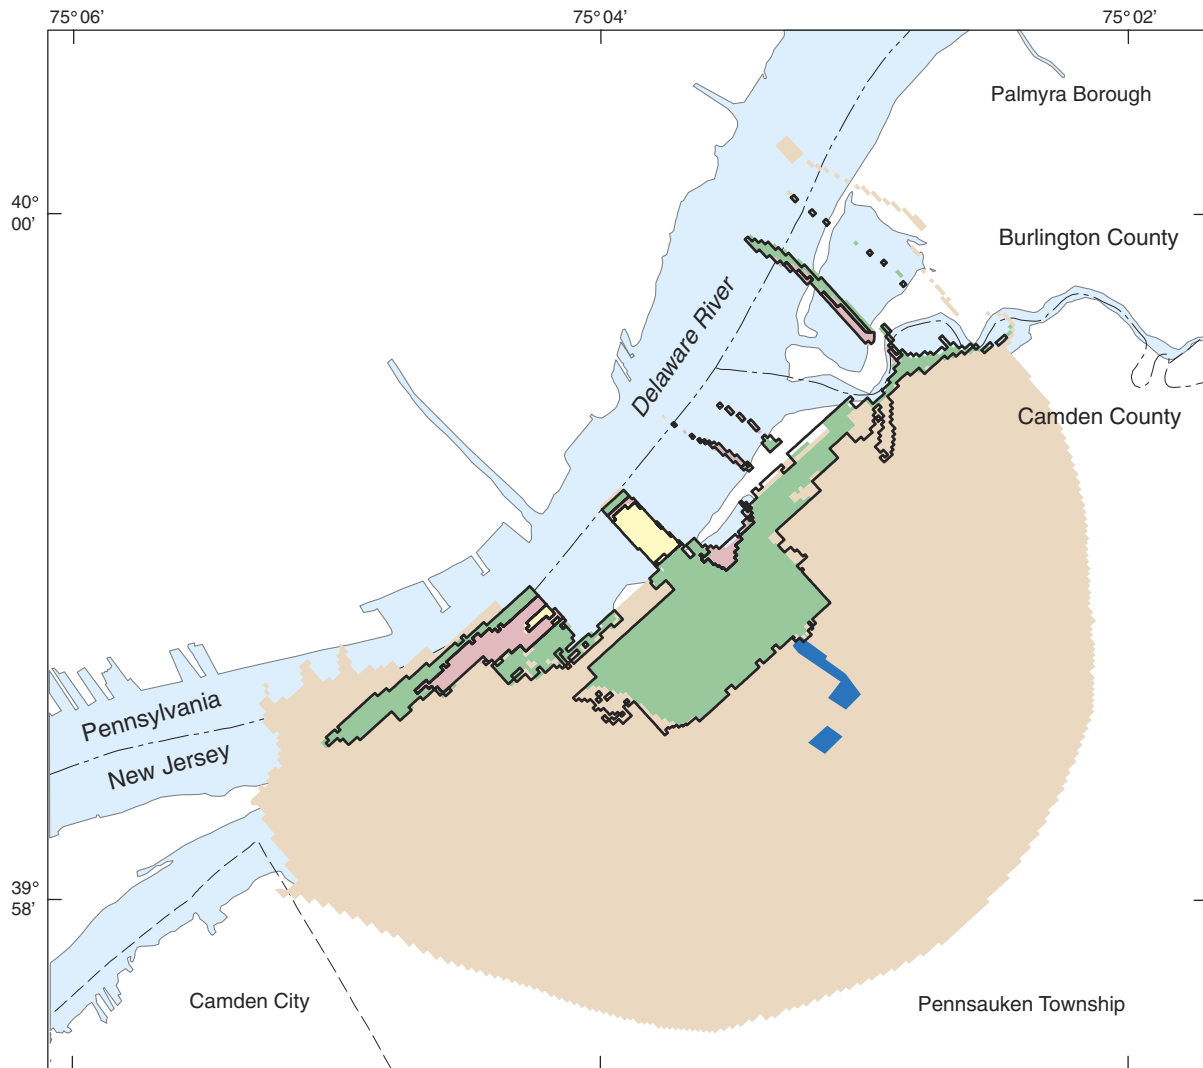 75° 06’ 75° 04’ 75° 02’
Palmyra Borough
40°
00’
Burlington County
Delaware River
Camden County
Pennsylvania
New Jersey
39°
58’
Camden City
Pennsauken Township